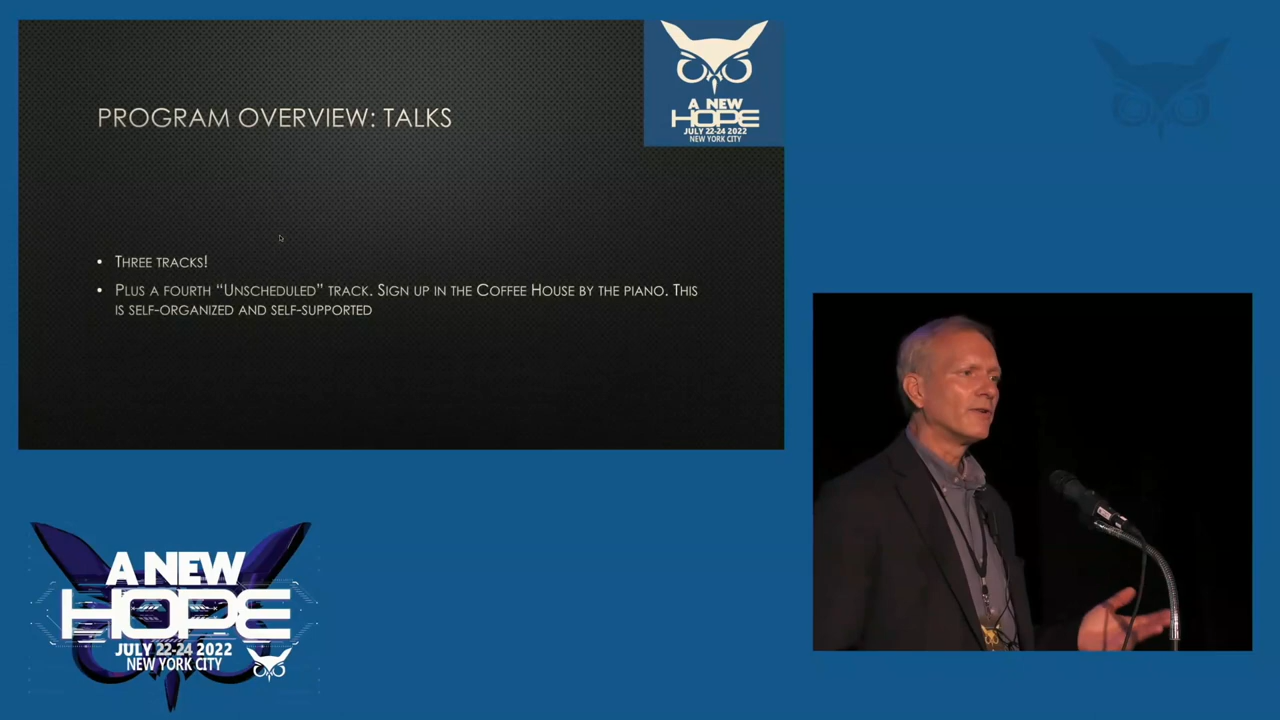 PROGRAM OVERVIEW: TALKS
A NEW
HOPE
JULY 22-24 2022
NEW YORK CITY
• THREE TRACKS!
• PLUS A FOURTH “UNSCHEDULED” TRACK. SIGN UP IN THE COFFEE HOUSE BY THE PIANO. THIS
IS SELF-ORGANIZED AND SELF-SUPPORTED
A NEW
HOPE
JULY 22-24 2022
NEW YORK CITY